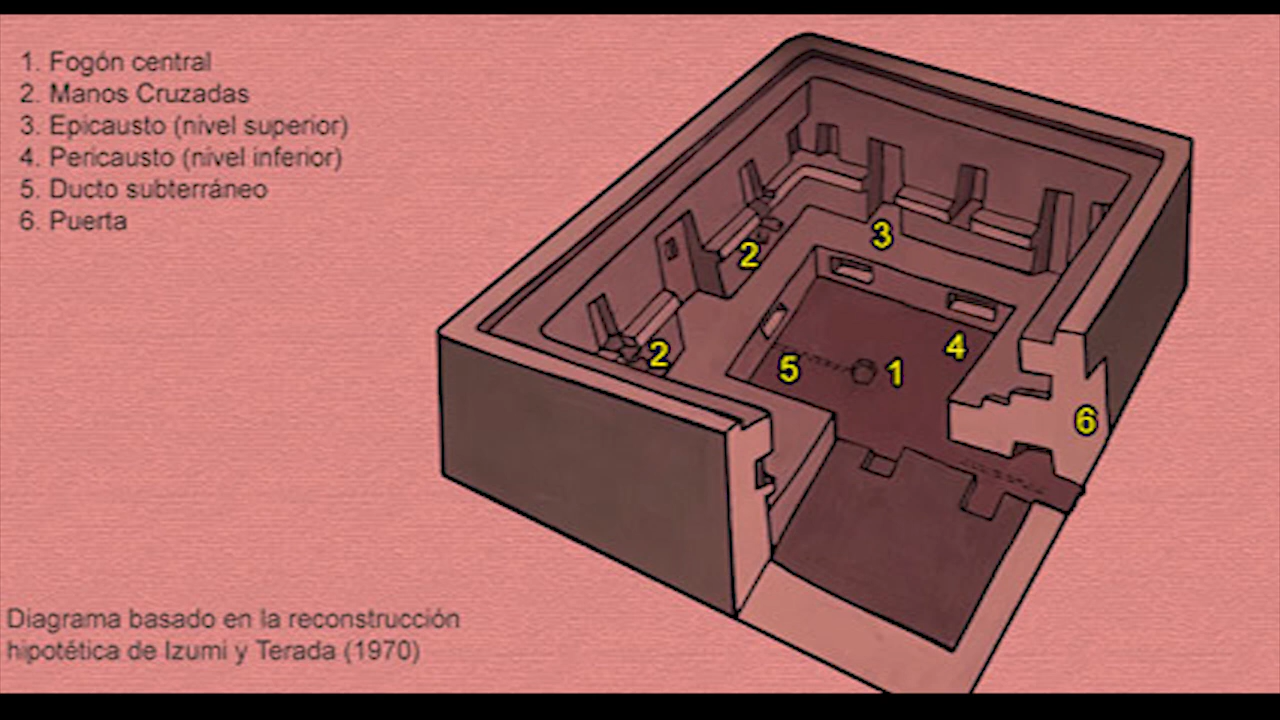 1. Fogón central
2. Manos Cruzadas
3. Epicausto (nivel superior)
4. Pericausto (nivel inferior)
5. Ducto subterráneo
6. Puerta
3
2
2
4
5
1
6
Diagrama basado en la reconstrucción
hipotética de Izumi y Terada (1970)